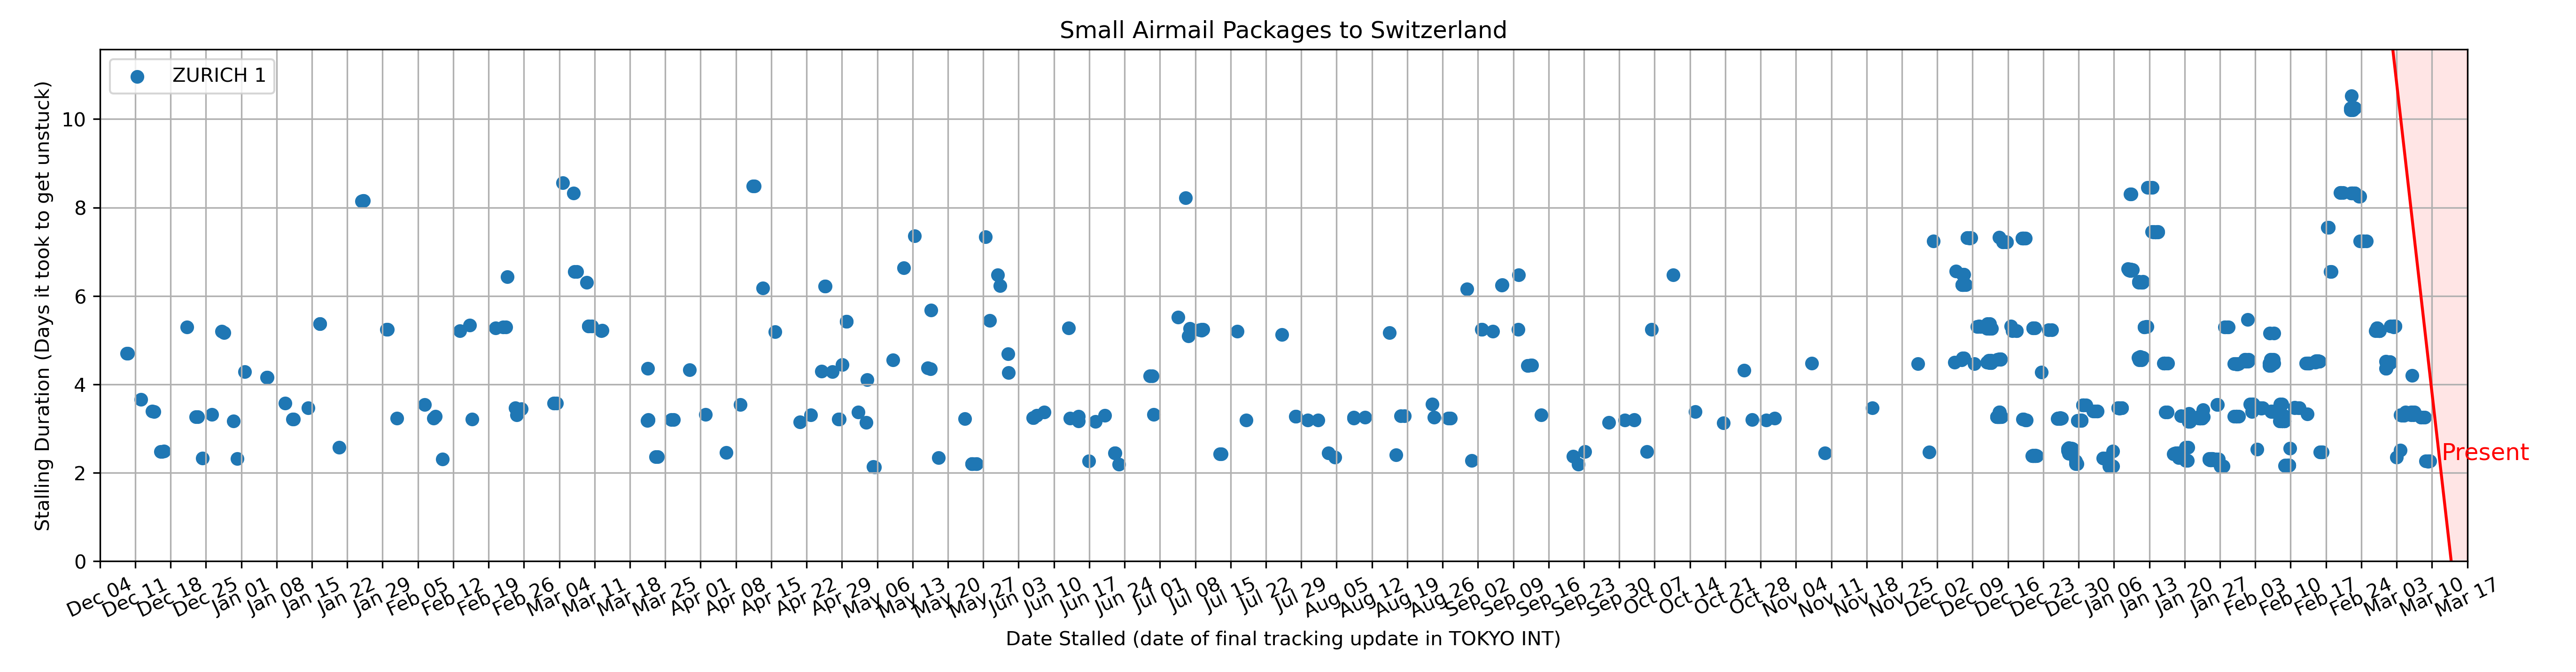 Small Airmail Packages to Switzerland
ZURICH 1
Stalling Duration (Days it took to get unstuck)
10
8
6
4
2
0
Present
Dec 04 Dec 11 Dec 18 Dec 25 Jan 01 Jan 08 Jan 15 Jan 22 Jan 29 Feb 05 Feb 12 Feb 19 Feb 26 Mar 04 Mar 11 Mar 18 Mar 25 Apr 01 Apr 08 Apr 15 Apr 22 Apr 29 May 06 May 13 May 20 May 27 Jun 03 Jun 10 Jun 17 Jun 24 Jul 01 Jul 08 Jul 15 Jul 22 Jul 29 Aug 05 Aug 12 Aug 19 Aug 26 Sep 02 Sep 09 Sep 16 Sep 23 Sep 30 Oct 07 Oct 14 Oct 21 Oct 28 Nov 04 Nov 11 Nov 18 Nov 25 Dec 02 Dec 09 Dec 16 Dec 23 Dec 30 Jan 06 Jan 13 Jan 20 Jan 27 Feb 03 Feb 10 Feb 17 Feb 24 Mar 03 Mar 10 Mar 17
Date Stalled (date of final tracking update in TOKYO INT)